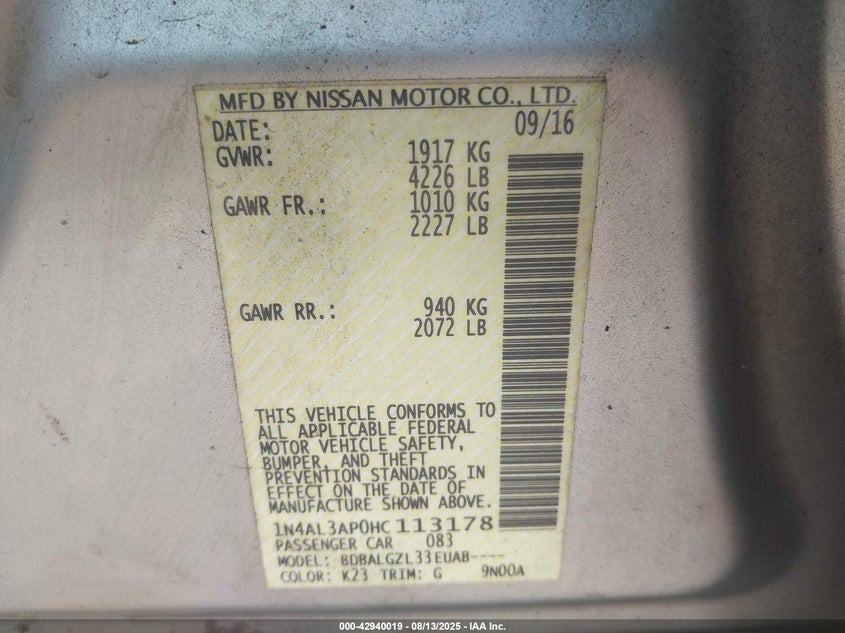 MFD BY NISSAN MOTOR CO., LTD.
DATE: 09/16
GVWR: 1917 KG
4226 LB
GAWR FR.: 1010 KG
2227 LB
GAWR RR.: 940 KG
2072 LB
THIS VEHICLE CONFORMS TO
ALL APPLICABLE FEDERAL
MOTOR VEHICLE SAFETY,
BUMPER, AND THEFT
PREVENTION STANDARDS IN
EFFECT ON THE DATE OF
MANUFACTURE SHOWN ABOVE.
1N4AL3AP0HC113178
PASSENGER CAR 083
MODEL: BDBALGZL33EUAB----
COLOR: K23 TRIM: G 9N00A
000-42940019 - 08/13/2025 - IAA Inc.